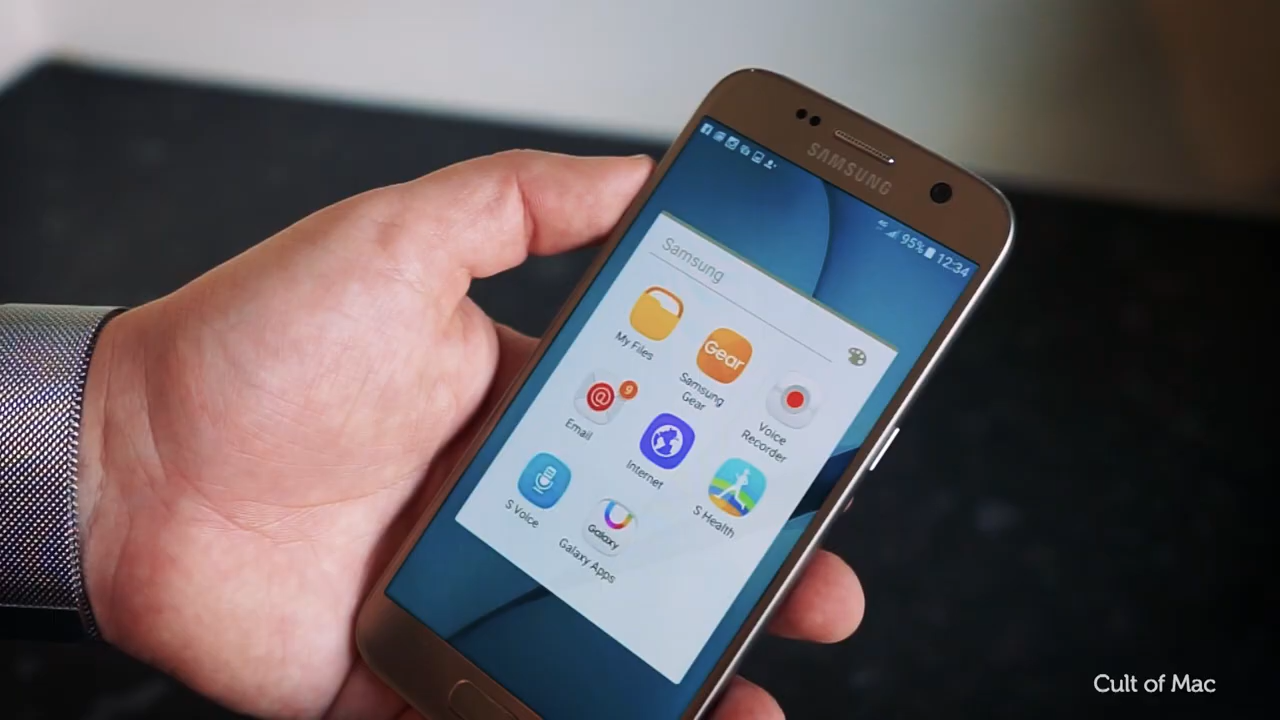 SAMSUNG
4G 95% 12:34
Samsung
My Files
Gear
Samsung
Gear
Voice
Recorder
@
9
Email
Internet
S Health
S Voice
Galaxy
Galaxy Apps
Cult of Mac